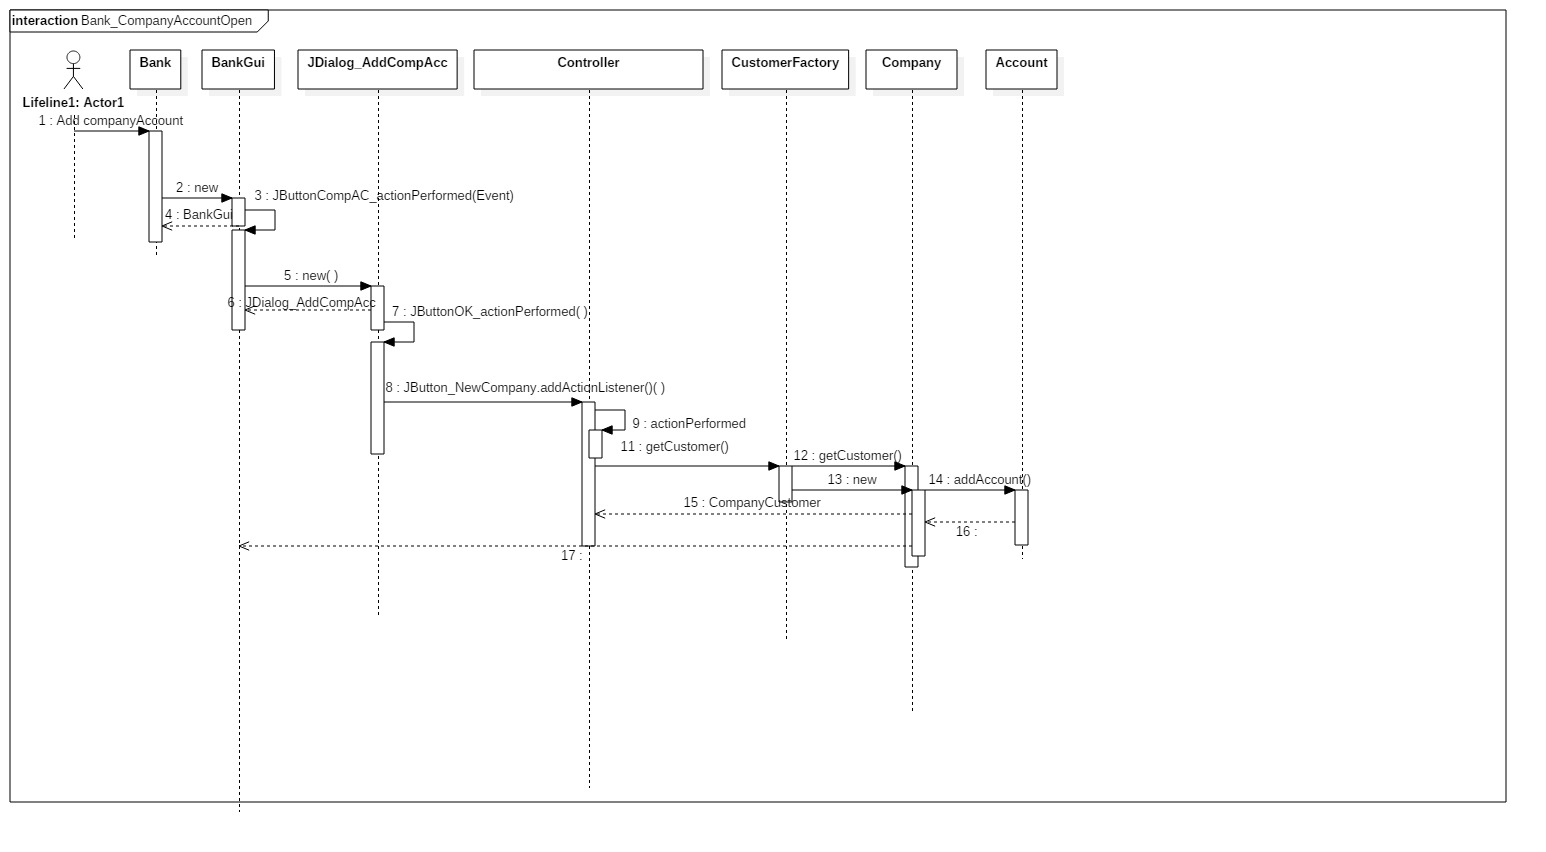 interaction Bank_CompanyAccountOpen
Bank
BankGui
JDialog_AddCompAcc
Controller
CustomerFactory
Company
Account
Lifeline1: Actor1
1 : Add companyAccount
2 : new
3 : JButtonCompAC_actionPerformed(Event)
4 : BankGui
5 : new( )
6 : JDialog_AddCompAcc
7 : JButtonOK_actionPerformed( )
8 : JButton_NewCompany.addActionListener()( )
9 : actionPerformed
11 : getCustomer()
12 : getCustomer()
13 : new
14 : addAccount()
15 : CompanyCustomer
16 :
17 :